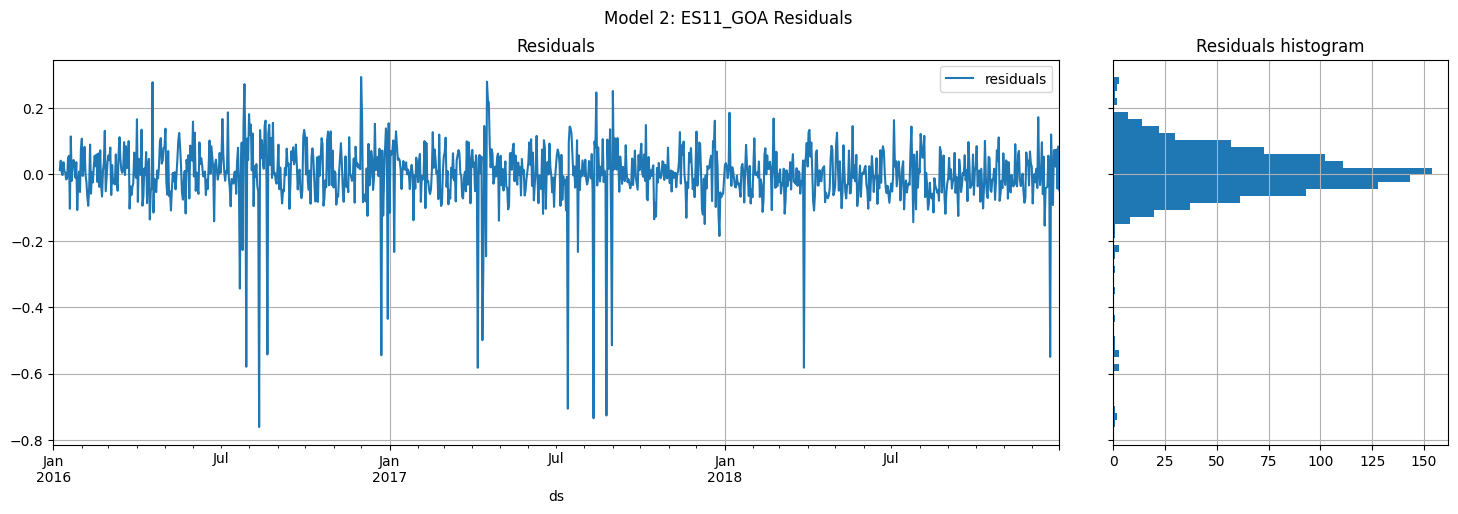 Model 2: ES11_GOA Residuals
Residuals
residuals
0.2
0.0
−0.2
−0.4
−0.6
−0.8
Jan
2016
Jul
Jan
2017
Jul
Jan
2018
Jul
ds
Residuals histogram
0 25 50 75 100 125 150